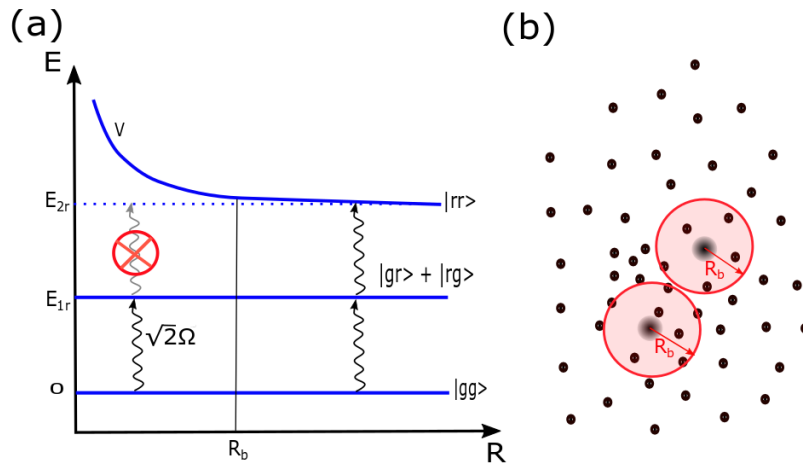 (a)
(b)
E
V
E2r
|rr>
|gr> + |rg>
E1r
√2Ω
o
|gg>
Rb
R
Rb
Rb